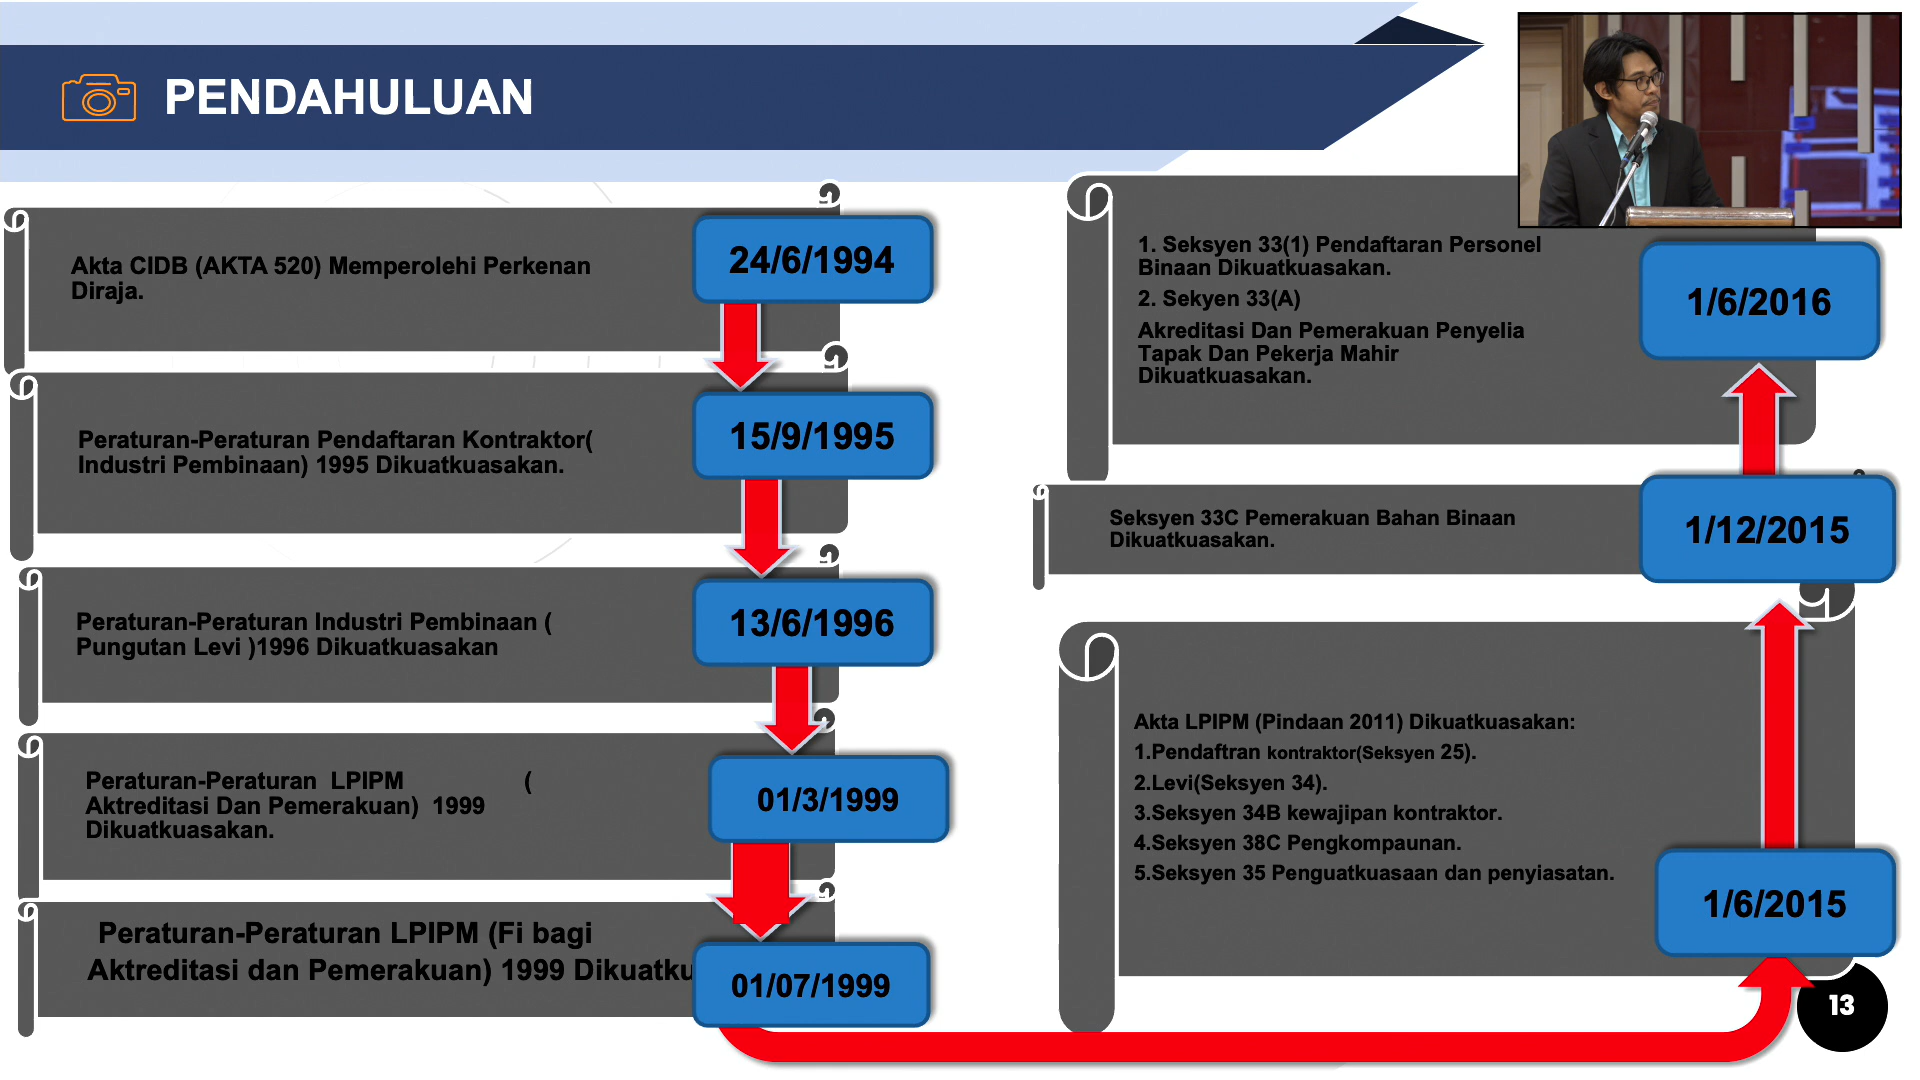 PENDAHULUAN
Akta CIDB (AKTA 520) Memperolehi Perkenan
Diraja.
24/6/1994
Peraturan-Peraturan Pendaftaran Kontraktor(
Industri Pembinaan) 1995 Dikuatkuasakan.
15/9/1995
Peraturan-Peraturan Industri Pembinaan (
Pungutan Levi )1996 Dikuatkuasakan
13/6/1996
Peraturan-Peraturan LPIPM (
Aktreditasi Dan Pemerakuan) 1999
Dikuatkuasakan.
01/3/1999
Peraturan-Peraturan LPIPM (Fi bagi
Aktreditasi dan Pemerakuan) 1999 Dikuatku
01/07/1999
1. Seksyen 33(1) Pendaftaran Personel
Binaan Dikuatkuasakan.
2. Sekyen 33(A)
Akreditasi Dan Pemerakuan Penyelia
Tapak Dan Pekerja Mahir
Dikuatkuasakan.
1/6/2016
Seksyen 33C Pemerakuan Bahan Binaan
Dikuatkuasakan.
1/12/2015
Akta LPIPM (Pindaan 2011) Dikuatkuasakan:
1.Pendaftran kontraktor(Seksyen 25).
2.Levi(Seksyen 34).
3.Seksyen 34B kewajipan kontraktor.
4.Seksyen 38C Pengkompaunan.
5.Seksyen 35 Penguatkuasaan dan penyiasatan.
1/6/2015
13